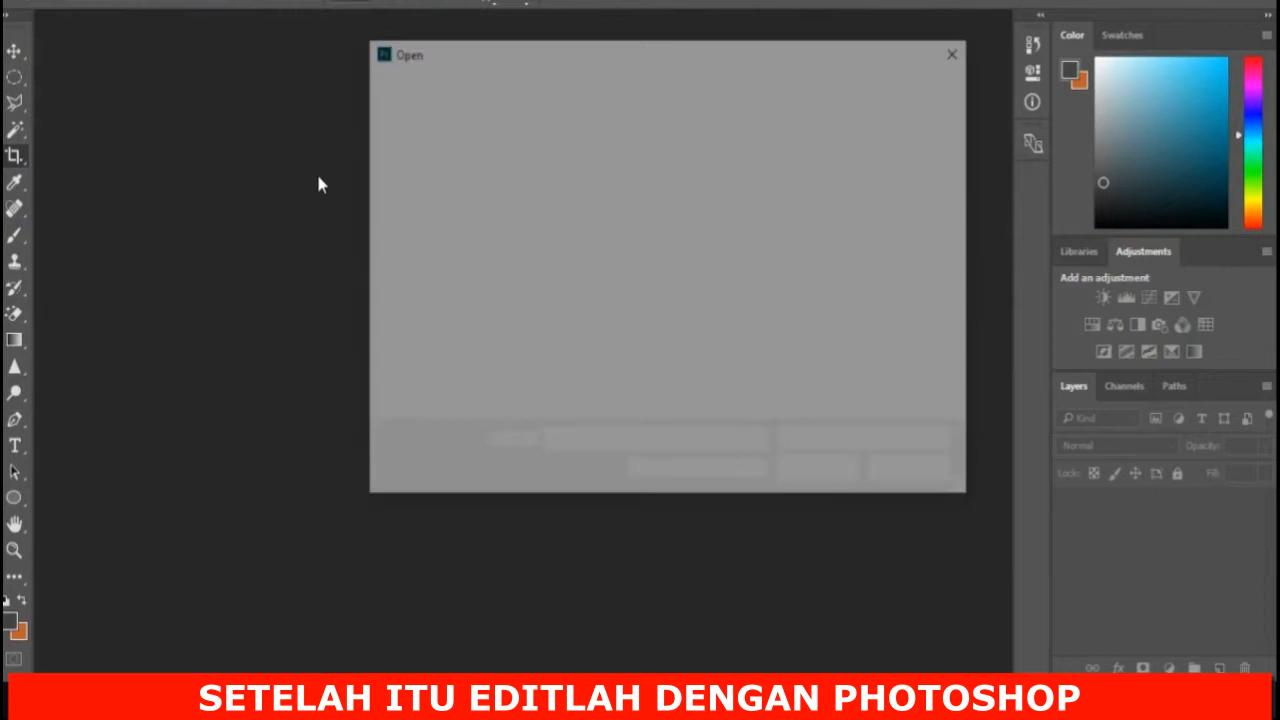 Open
Color
Swatches
Libraries
Adjustments
Add an adjustment
Layers
Channels
Paths
Kind
Normal
Opacity:
Lock:
Fill:
fx
SETELAH ITU EDITLAH DENGAN PHOTOSHOP